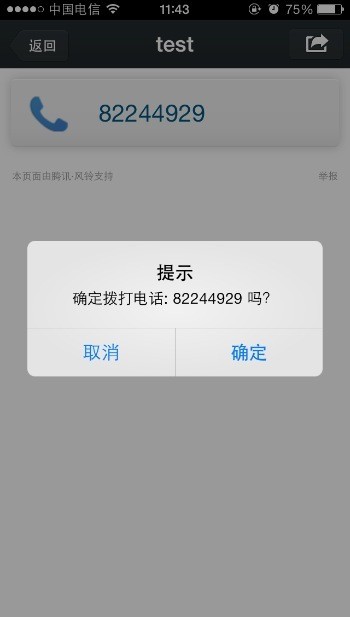 中国电信 11:43 75%
返回 test
82244929
本页面由腾讯·风铃支持 举报
提示
确定拨打电话: 82244929 吗?
取消 确定